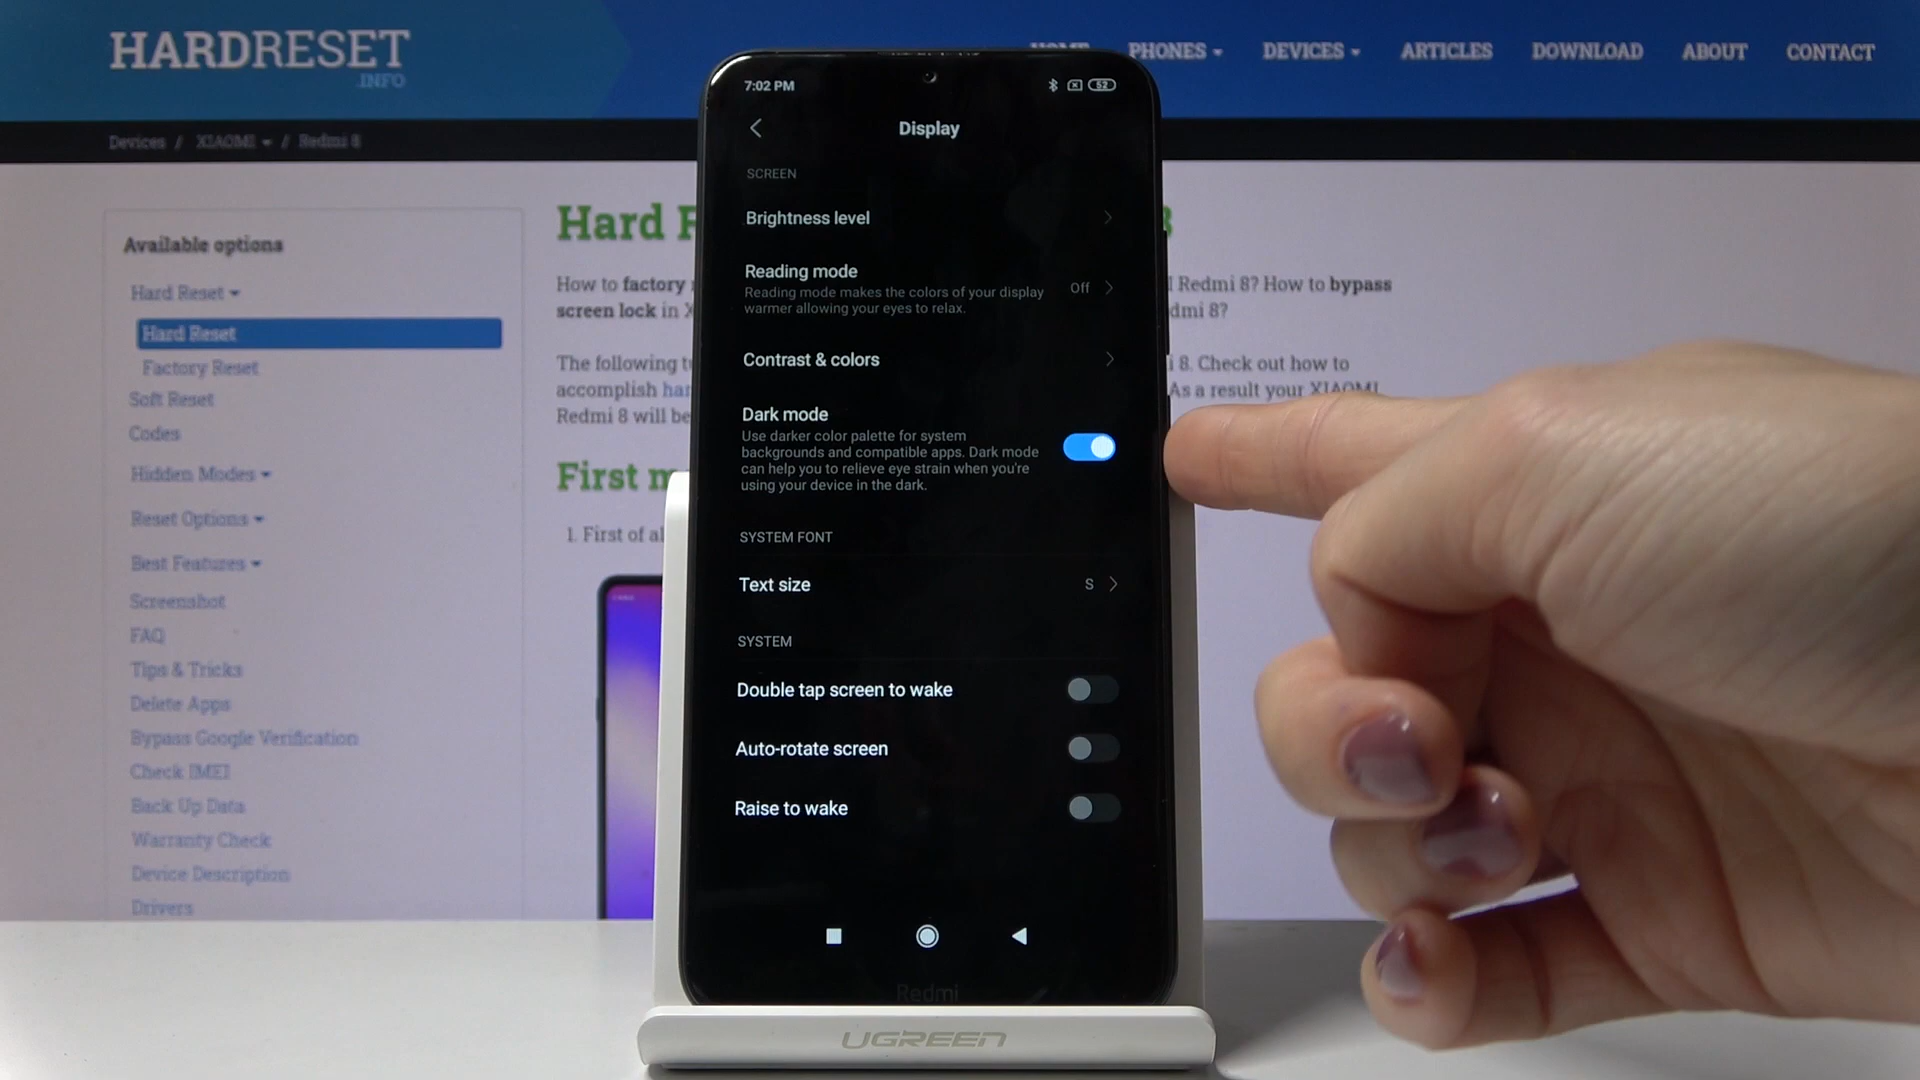 HARDRESET
.INFO
HOME PHONES DEVICES ARTICLES DOWNLOAD ABOUT CONTACT
Devices / XIAOMI / Redmi 8
Available options
Hard Reset
Hard Reset
Factory Reset
Soft Reset
Codes
Hidden Modes
Reset Options
Best Features
Screenshot
FAQ
Tips & Tricks
Delete Apps
Bypass Google Verification
Check IMEI
Back Up Data
Warranty Check
Device Description
Drivers
Hard
How to factory
screen lock in
The following
accomplish
Redmi 8 will be
First
1. First of
8
Redmi 8? How to bypass
8?
8. Check out how to
As a result your XIAOMI
7:02 PM
52
Display
SCREEN
Brightness level
Reading mode
Reading mode makes the colors of your display
warmer allowing your eyes to relax.
Off
Contrast & colors
Dark mode
Use darker color palette for system
backgrounds and compatible apps. Dark mode
can help you to relieve eye strain when you're
using your device in the dark.
SYSTEM FONT
Text size S
SYSTEM
Double tap screen to wake
Auto-rotate screen
Raise to wake
Redmi
UGREEN